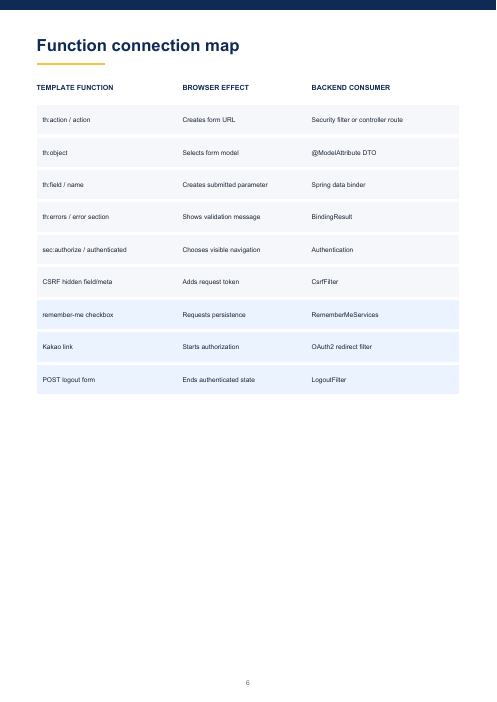 Function connection map
TEMPLATE FUNCTION BROWSER EFFECT BACKEND CONSUMER
th:action / action Creates form URL Security filter or controller route
th:object Selects form model @ModelAttribute DTO
th:field / name Creates submitted parameter Spring data binder
th:errors / error section Shows validation message BindingResult
sec:authorize / authenticated Chooses visible navigation Authentication
CSRF hidden field/meta Adds request token CsrfFilter
remember-me checkbox Requests persistence RememberMeServices
Kakao link Starts authorization OAuth2 redirect filter
POST logout form Ends authenticated state LogoutFilter
6